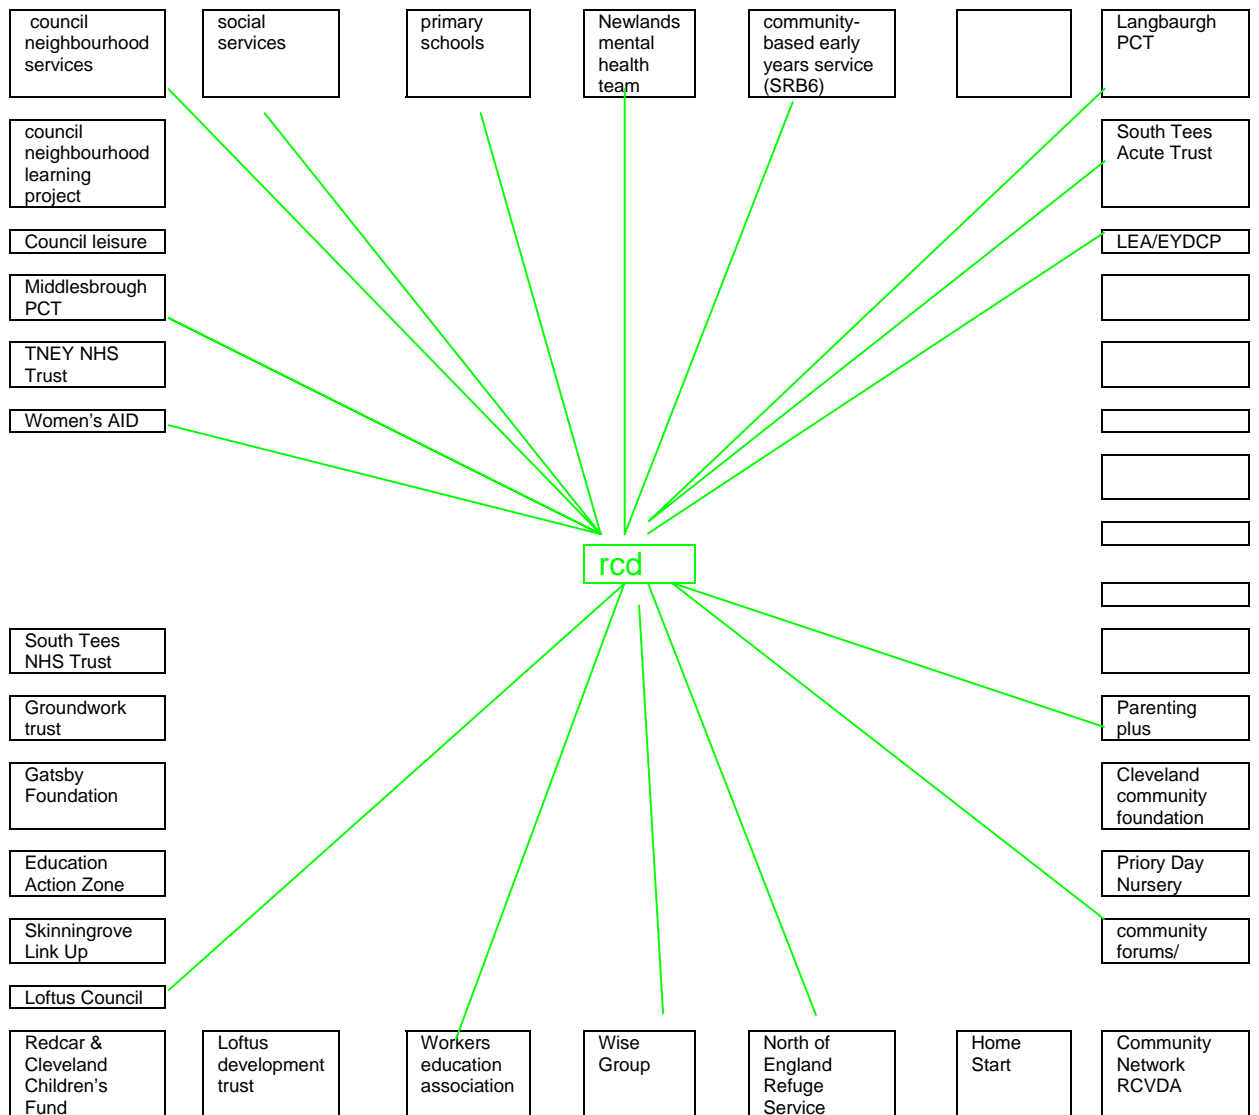 council
neighbourhood
services
social
services
primary
schools
Newlands
mental
health
team
community-
based early
years service
(SRB6)
Langbaurgh
PCT
council
neighbourhood
learning
project
South Tees
Acute Trust
Council leisure
LEA/EYDCP
Middlesbrough
PCT
TNEY NHS
Trust
Women's AID
rcd
South Tees
NHS Trust
Groundwork
trust
Parenting
plus
Gatsby
Foundation
Cleveland
community
foundation
Education
Action Zone
Priory Day
Nursery
Skinningrove
Link Up
community
forums/
Loftus Council
Redcar &
Cleveland
Children's
Fund
Loftus
development
trust
Workers
education
association
Wise
Group
North of
England
Refuge
Service
Home
Start
Community
Network
RCVDA